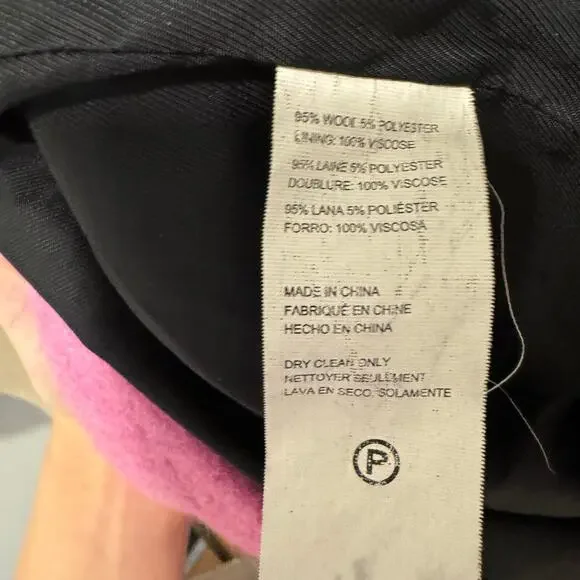 95% WOOL 5% POLYESTER
LINING: 100% VISCOSE
95% LAINE 5% POLYESTER
DOUBLURE: 100% VISCOSE
95% LANA 5% POLIÉSTER
FORRO: 100% VISCOSA
MADE IN CHINA
FABRIQUÉ EN CHINE
HECHO EN CHINA
DRY CLEAN ONLY
NETTOYER SEULEMENT
LAVA EN SECO, SOLAMENTE
P